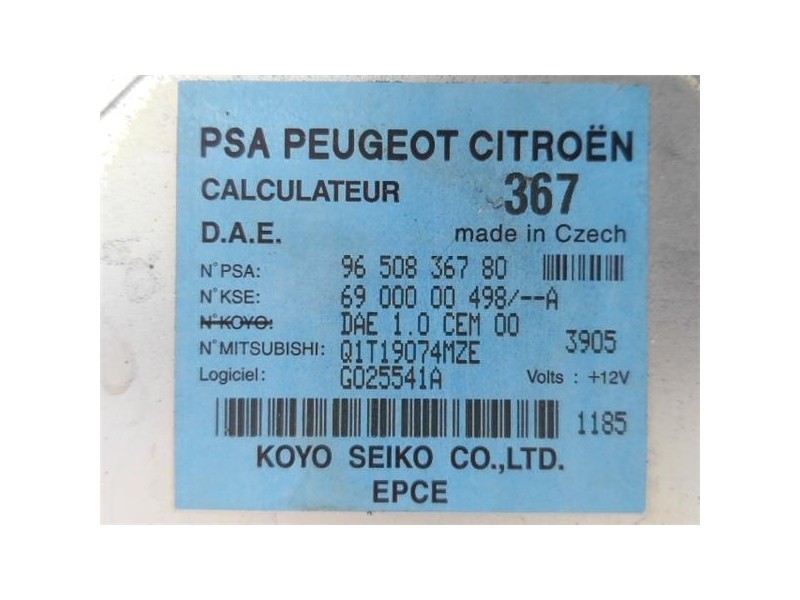 PSA PEUGEOT CITROËN
CALCULATEUR 367
D.A.E. made in Czech
N°PSA: 96 508 367 80
N°KSE: 69 000 00 498/--A
N°KOYO: DAE 1.0 CEM 00
N°MITSUBISHI: Q1T19074MZE 3905
Logiciel: G025541A Volts : +12V
1185
KOYO SEIKO CO.,LTD.
EPCE